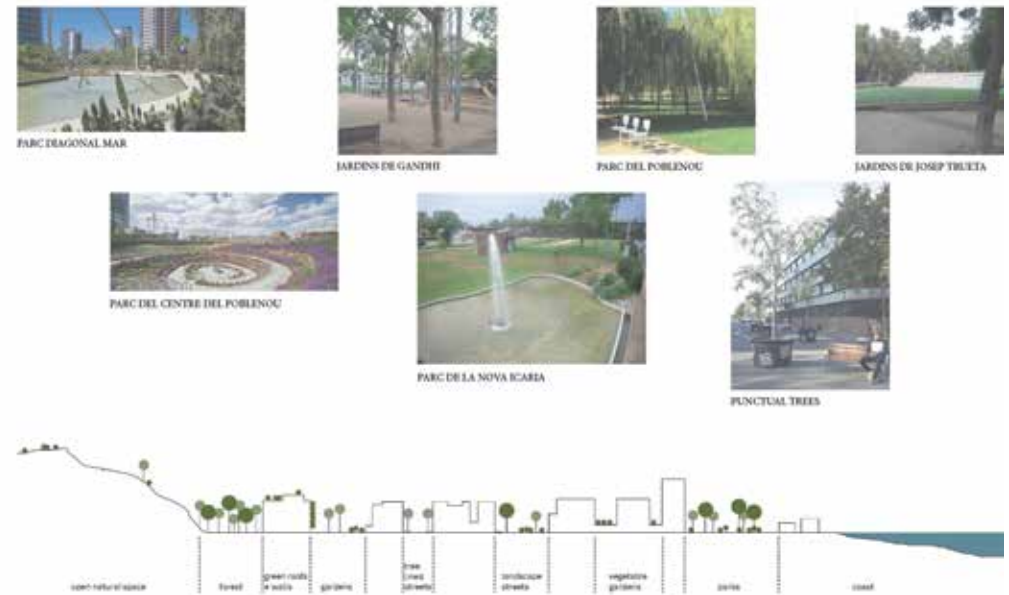 PARC DIAGONAL MAR
JARDINS DE GANDHI
PARC DEL POBLENOU
JARDINS DE JOSEP TRUETA
PARC DEL CENTRE DEL POBLENOU
PARC DE LA NOVA ICARIA
PUNCTUAL TREES
open natural space
forest
green roofs
e walls
gardens
tree
lined
streets
landscape
streets
vegetable
gardens
parks
coast